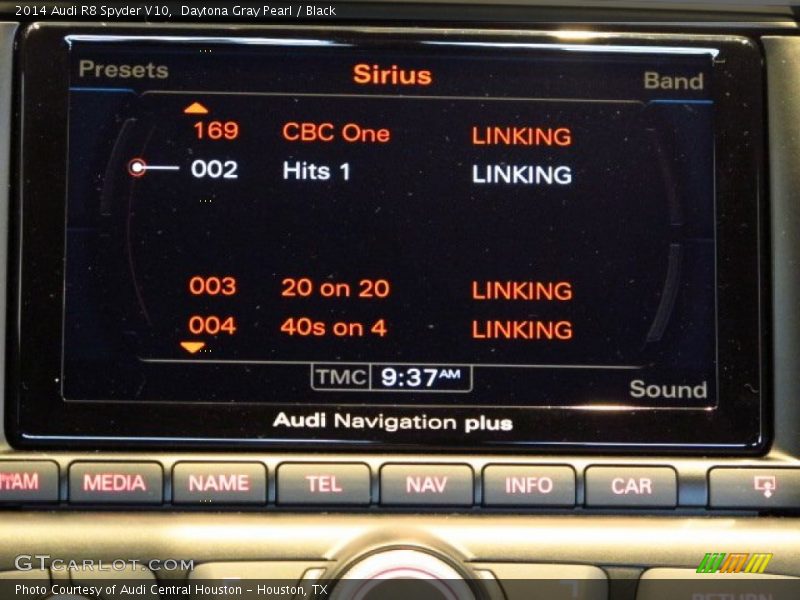 2014 Audi R8 Spyder V10,  Daytona Gray Pearl / Black
Presets Sirius Band
169 CBC One LINKING
002 Hits 1 LINKING
003 20 on 20 LINKING
004 40s on 4 LINKING
TMC 9:37AM
Sound
Audi Navigation plus
MEDIA NAME TEL NAV INFO CAR
GTCARLOT.COM
RETURN
Photo Courtesy of Audi Central Houston - Houston, TX